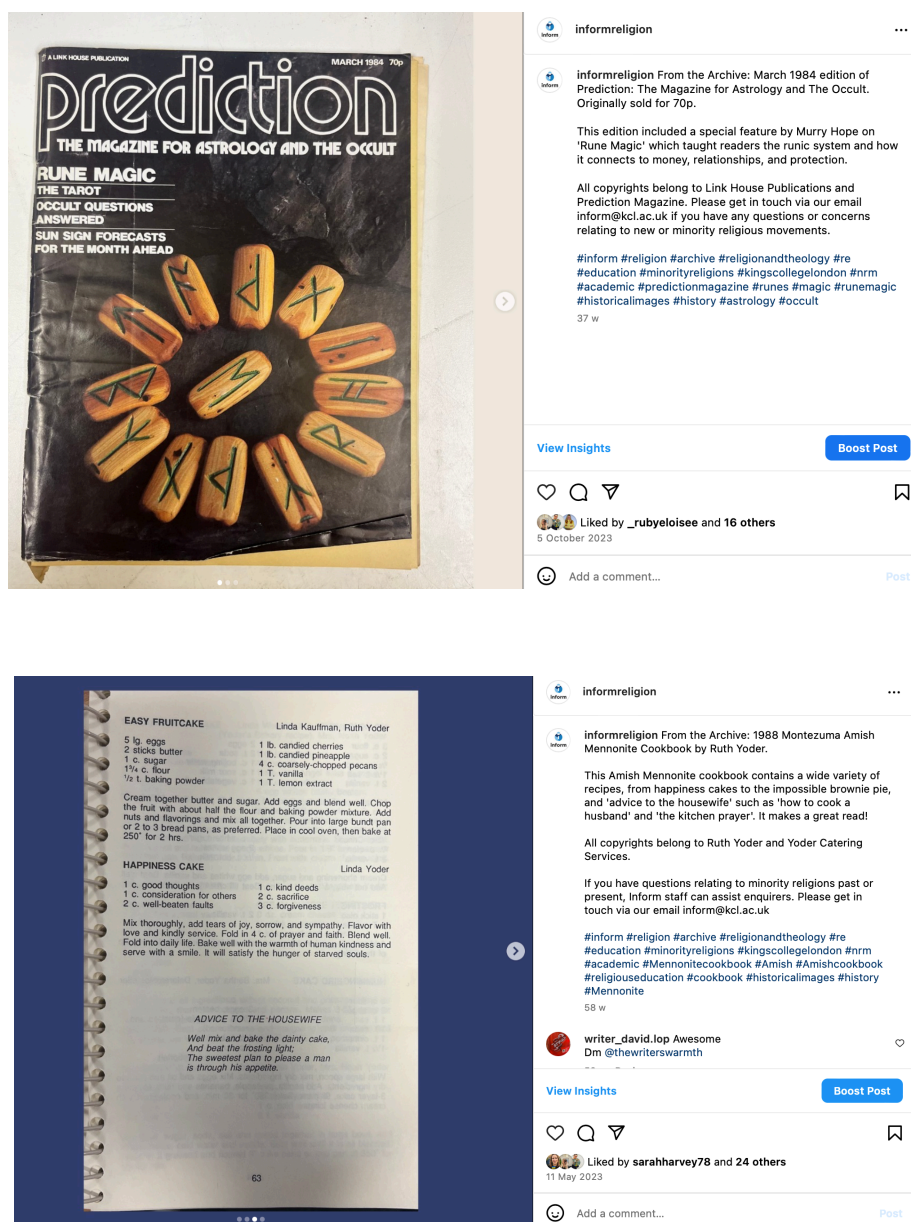 A LINK HOUSE PUBLICATION
MARCH 1984 70p
prediction
THE MAGAZINE FOR ASTROLOGY AND THE OCCULT
RUNE MAGIC
THE TAROT
OCCULT QUESTIONS
ANSWERED
SUN SIGN FORECASTS
FOR THE MONTH AHEAD
inform
informreligion
inform
informreligion From the Archive: March 1984 edition of
Prediction: The Magazine for Astrology and The Occult.
Originally sold for 70p.
This edition included a special feature by Murry Hope on
'Rune Magic' which taught readers the runic system and how
it connects to money, relationships, and protection.
All copyrights belong to Link House Publications and
Prediction Magazine. Please get in touch via our email
inform@kcl.ac.uk if you have any questions or concerns
relating to new or minority religious movements.
#inform #religion #archive #religionandtheology #re
#education #minorityreligions #kingscollegelondon #nrm
#academic #predictionmagazine #runes #magic #runemagic
#historicalimages #history #astrology #occult
37 w
View Insights
Boost Post
Liked by _rubyeloisee and 16 others
5 October 2023
Add a comment...
Post
EASY FRUITCAKE
Linda Kauffman, Ruth Yoder
5 lg. eggs
2 sticks butter
1 c. sugar
1³/4 c. flour
1/2 t. baking powder
1 lb. candied cherries
1 lb. candied pineapple
4 c. coarsely-chopped pecans
1 T. vanilla
1 T. lemon extract
Cream together butter and sugar. Add eggs and blend well. Chop
the fruit with about half the flour and baking powder mixture. Add
nuts and flavorings and mix all together. Pour into large bundt pan
or 2 to 3 bread pans, as preferred. Place in cool oven, then bake at
250° for 2 hrs.
HAPPINESS CAKE
Linda Yoder
1 c. good thoughts
1 c. consideration for others
2 c. well-beaten faults
1 c. kind deeds
2 c. sacrifice
3 c. forgiveness
Mix thoroughly, add tears of joy, sorrow, and sympathy. Flavor with
love and kindly service. Fold in 4 c. of prayer and faith. Blend well.
Fold into daily life. Bake well with the warmth of human kindness and
serve with a smile. It will satisfy the hunger of starved souls.
ADVICE TO THE HOUSEWIFE
Well mix and bake the dainty cake,
And beat the frosting light;
The sweetest plan to please a man
is through his appetite.
63
inform
informreligion
inform
informreligion From the Archive: 1988 Montezuma Amish
Mennonite Cookbook by Ruth Yoder.
This Amish Mennonite cookbook contains a wide variety of
recipes, from happiness cakes to the impossible brownie pie,
and 'advice to the housewife' such as 'how to cook a
husband' and 'the kitchen prayer'. It makes a great read!
All copyrights belong to Ruth Yoder and Yoder Catering
Services.
If you have questions relating to minority religions past or
present, Inform staff can assist enquirers. Please get in
touch via our email inform@kcl.ac.uk
#inform #religion #archive #religionandtheology #re
#education #minorityreligions #kingscollegelondon #nrm
#academic #Mennonitecookbook #Amish #Amishcookbook
#religiouseducation #cookbook #historicalimages #history
#Mennonite
58 w
writer_david.lop Awesome
Dm @thewriterswarmth
View Insights
Boost Post
Liked by sarahharvey78 and 24 others
11 May 2023
Add a comment...
Post